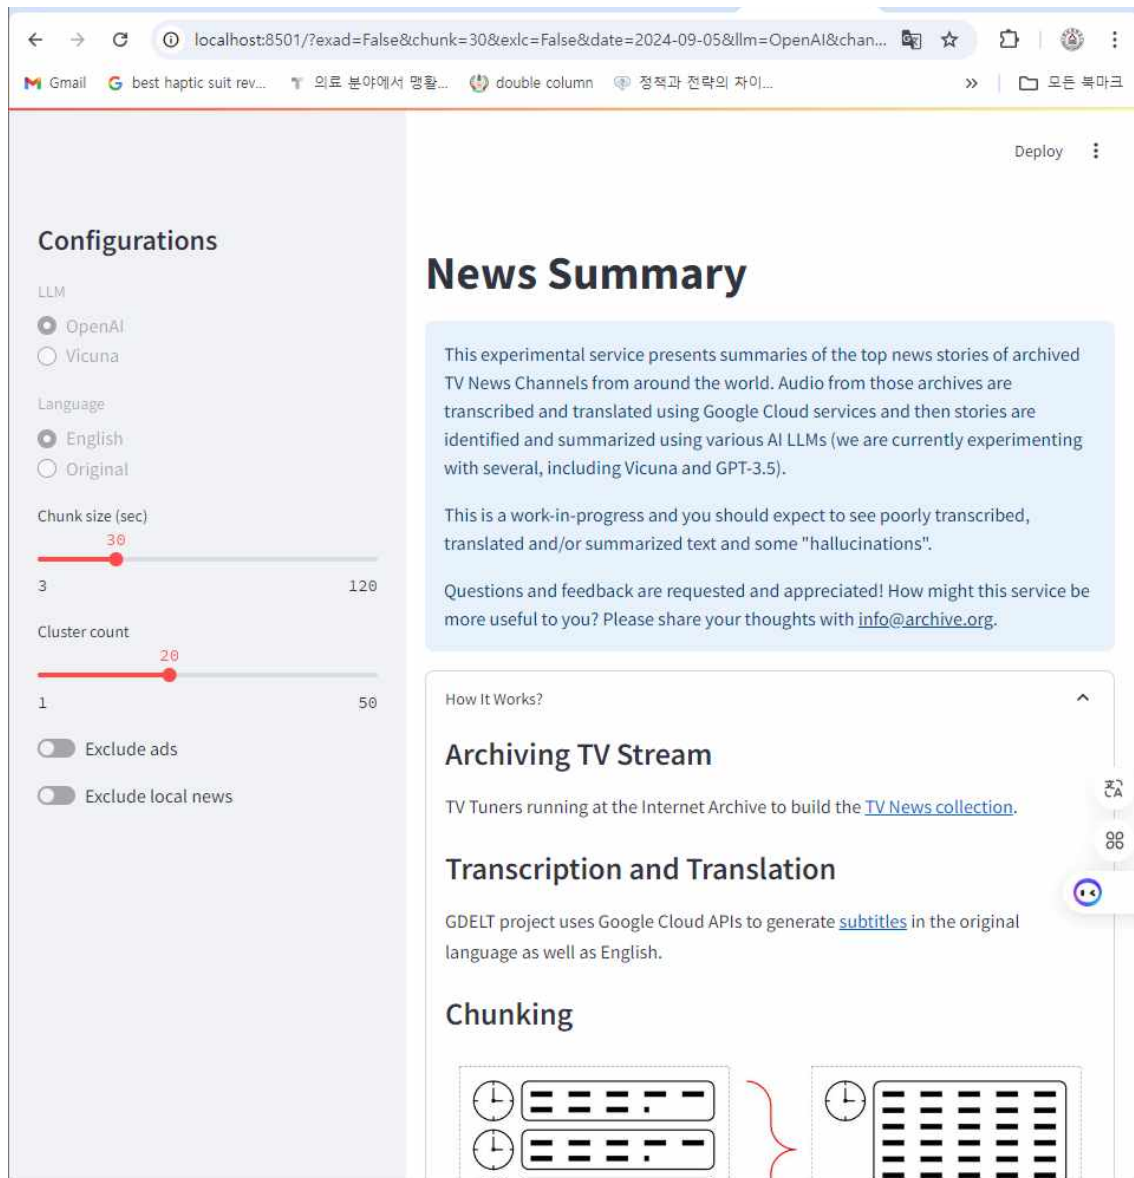 localhost:8501/?exad=False&chunk=30&exlc=False&date=2024-09-05&llm=OpenAI&chan...
Gmail
best haptic suit rev...
의료 분야에서 맹활...
double column
정책과 전략의 차이...
»
모든 북마크
Deploy
Configurations
LLM
OpenAI
Vicuna
Language
English
Original
Chunk size (sec)
30
3 120
Cluster count
20
1 50
Exclude ads
Exclude local news
News Summary
This experimental service presents summaries of the top news stories of archived
TV News Channels from around the world. Audio from those archives are
transcribed and translated using Google Cloud services and then stories are
identified and summarized using various AI LLMs (we are currently experimenting
with several, including Vicuna and GPT-3.5).
This is a work-in-progress and you should expect to see poorly transcribed,
translated and/or summarized text and some "hallucinations".
Questions and feedback are requested and appreciated! How might this service be
more useful to you? Please share your thoughts with info@archive.org.
How It Works?
Archiving TV Stream
TV Tuners running at the Internet Archive to build the TV News collection.
Transcription and Translation
GDELT project uses Google Cloud APIs to generate subtitles in the original
language as well as English.
Chunking